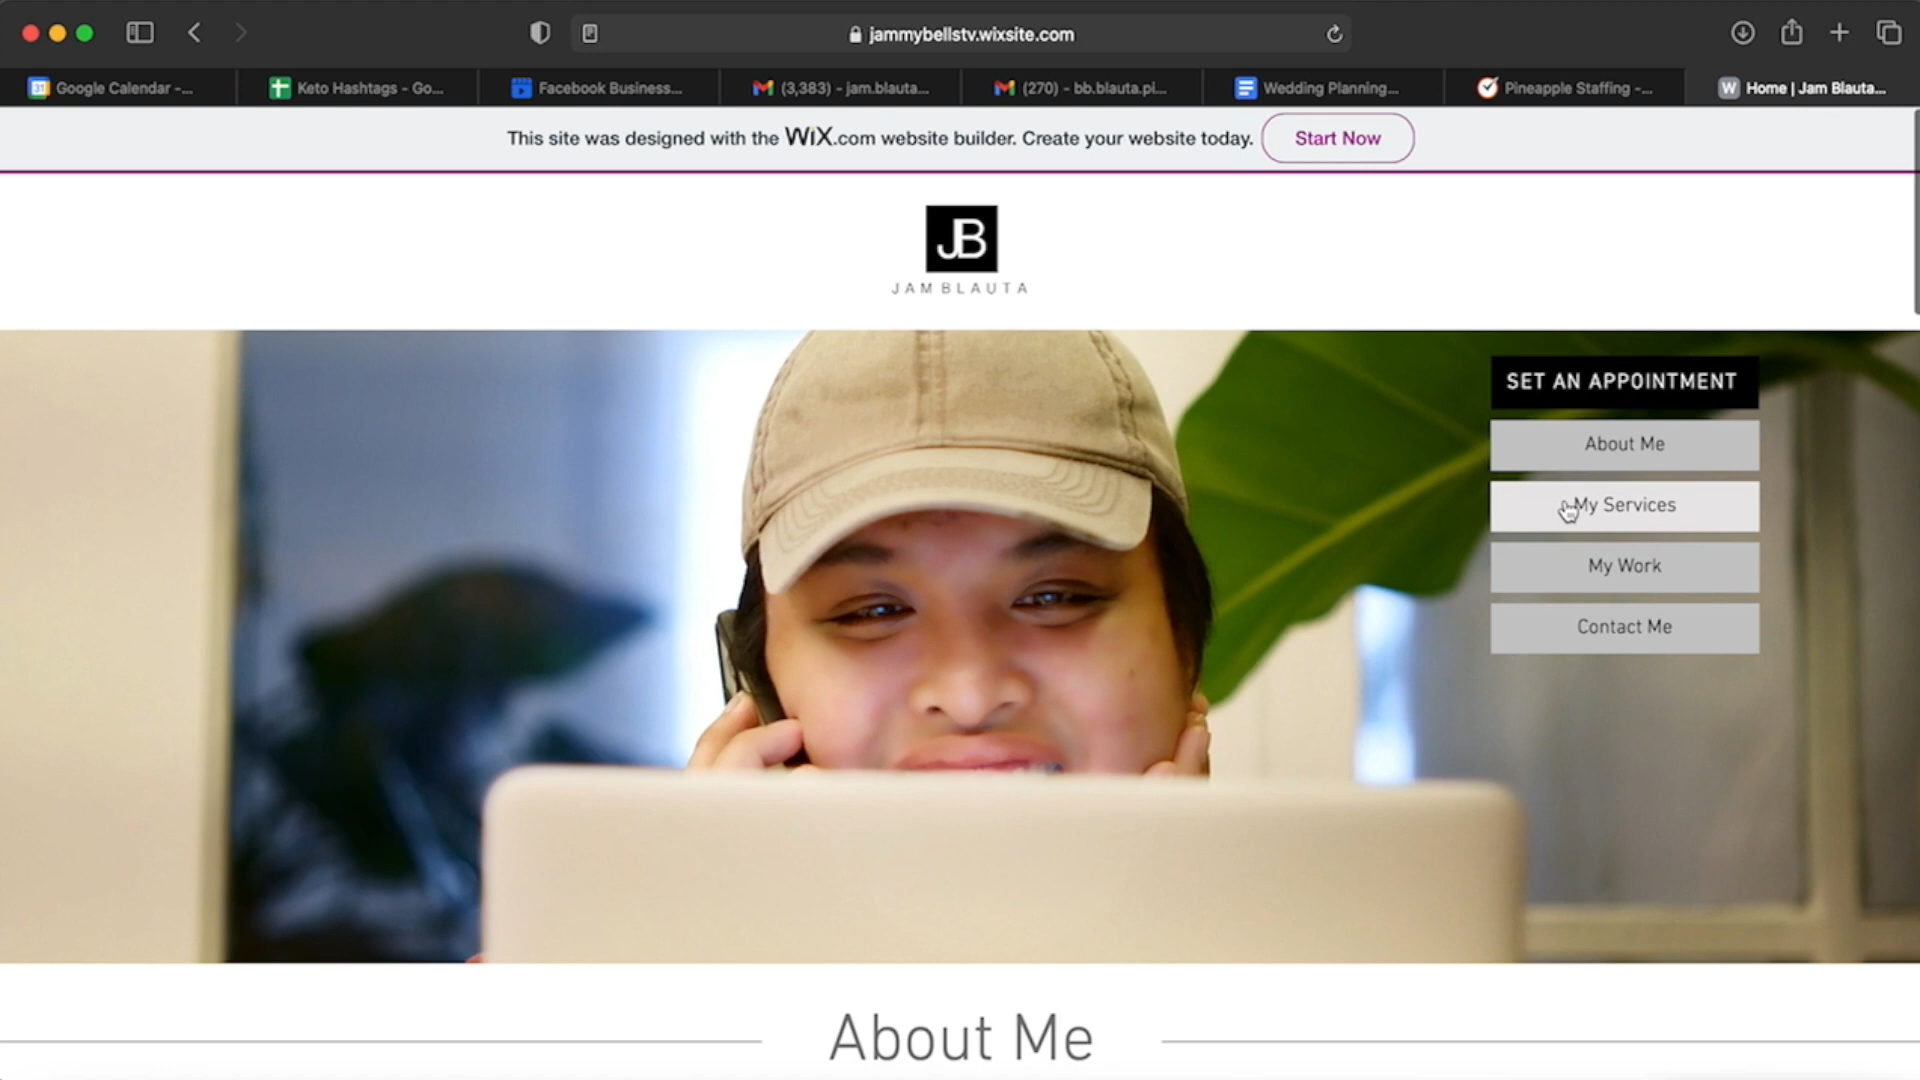 jammybellstv.wixsite.com
31 Google Calendar -...
Keto Hashtags - Go...
Facebook Business...
(3,383) - jam.blauta...
(270) - bb.blauta.pi...
Wedding Planning...
Pineapple Staffing -...
W Home | Jam Blauta...
This site was designed with the WiX.com website builder. Create your website today. Start Now
JB
JAM BLAUTA
SET AN APPOINTMENT
About Me
My Services
My Work
Contact Me
About Me